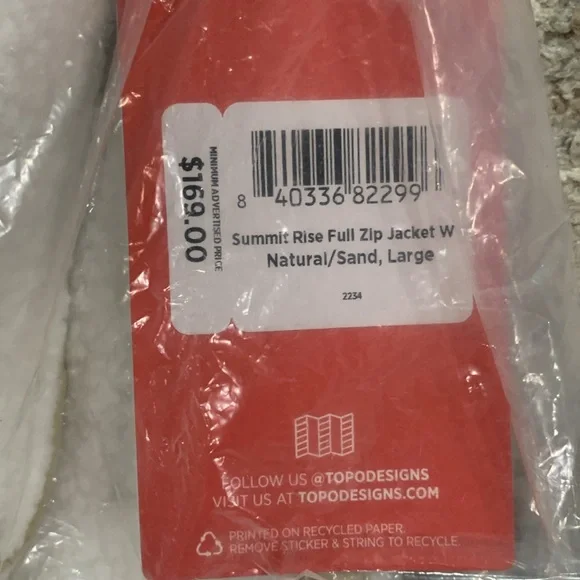 MINIMUM ADVERTISED PRICE
$169.00
8 40336 82299
Summit Rise Full Zip Jacket W
Natural/Sand, Large
2234
FOLLOW US @TOPODESIGNS
VISIT US AT TOPODESIGNS.COM
PRINTED ON RECYCLED PAPER.
REMOVE STICKER & STRING TO RECYCLE.